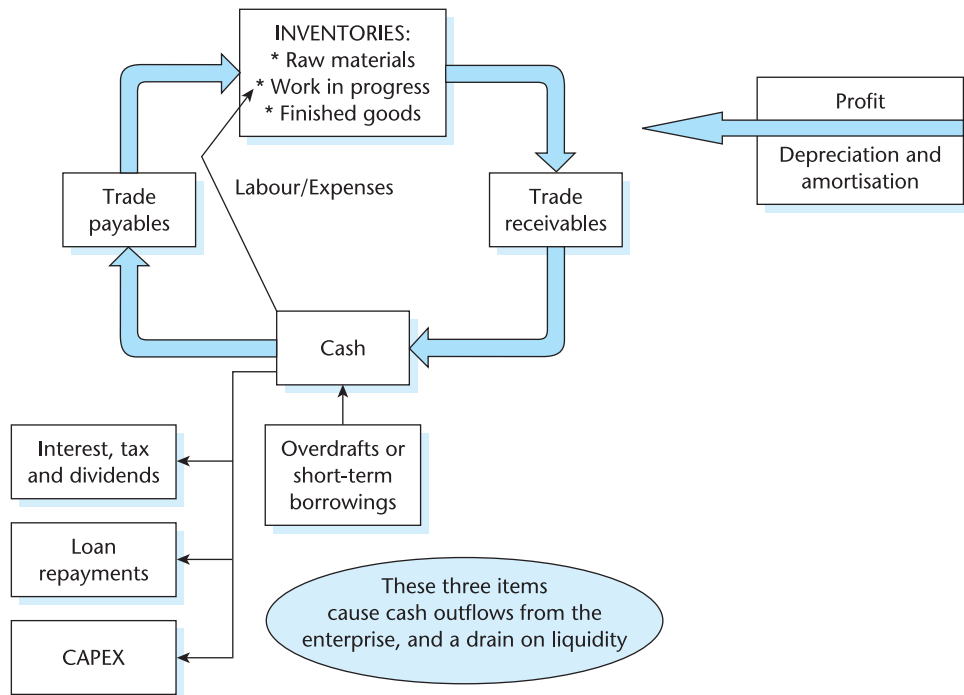 INVENTORIES:
* Raw materials
* Work in progress
* Finished goods
Profit
Depreciation and
amortisation
Labour/Expenses
Trade
payables
Trade
receivables
Cash
Interest, tax
and dividends
Overdrafts or
short-term
borrowings
Loan
repayments
These three items
cause cash outflows from the
enterprise, and a drain on liquidity
CAPEX